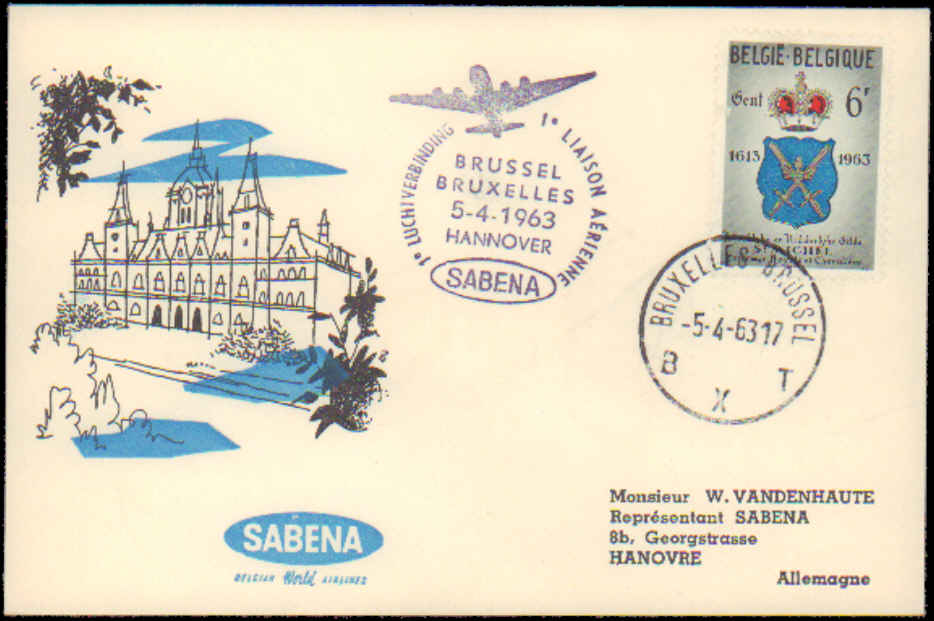 BELGIË-BELGIQUE
Gent 6F
1613 1963
1e LUCHTVERBINDING
1e LIAISON AÉRIENNE
BRUSSEL
BRUXELLES
5-4-1963
HANNOVER
SABENA
BRUXELLES-BRUSSEL
-5-4-63 17
B X T
SABENA
BELGIAN World AIRLINES
Monsieur W. VANDENHAUTE
Représentant SABENA
8b, Georgstrasse
HANOVRE
Allemagne